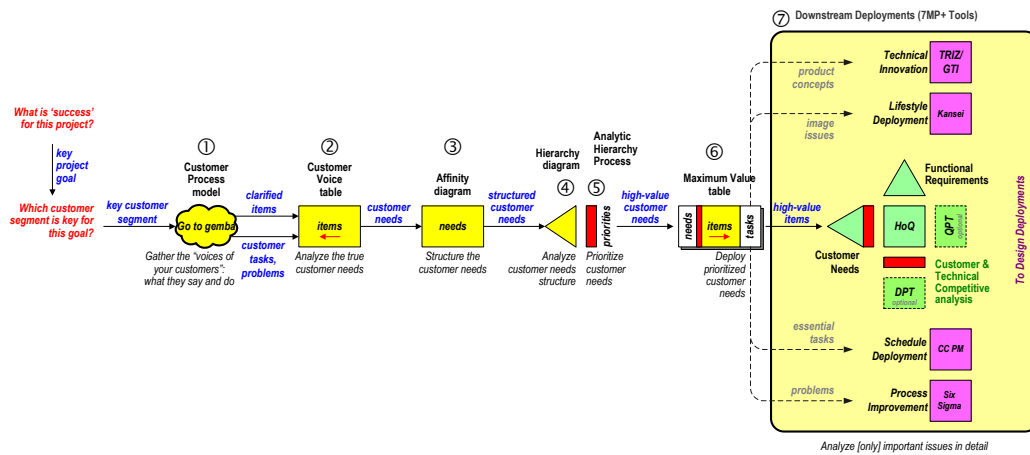 ⑦ Downstream Deployments (7MP+ Tools)
What is ‘success’
for this project?
key
project
goal
Which customer
segment is key for
this goal?
key customer
segment
①
Customer
Process
model
Go to gemba
Gather the “voices of
your customers”:
what they say and do
clarified
items
customer
tasks,
problems
②
Customer
Voice
table
items
Analyze the true
customer needs
customer
needs
③
Affinity
diagram
needs
Structure the
customer needs
structured
customer
needs
Hierarchy
diagram
④
Analyze
customer needs
structure
Analytic
Hierarchy
Process
⑤
priorities
Prioritize
customer
needs
high-value
customer
needs
⑥
Maximum Value
table
needs
items
tasks
Deploy
prioritized
customer
needs
high-value
items
product
concepts
Technical
Innovation
TRIZ/
GTI
image
issues
Lifestyle
Deployment
Kansei
Functional
Requirements
Customer
Needs
HoQ
QPT
optional
Customer &
Technical
Competitive
analysis
DPT
optional
To Design Deployments
essential
tasks
Schedule
Deployment
CC PM
problems
Process
Improvement
Six
Sigma
Analyze [only] important issues in detail